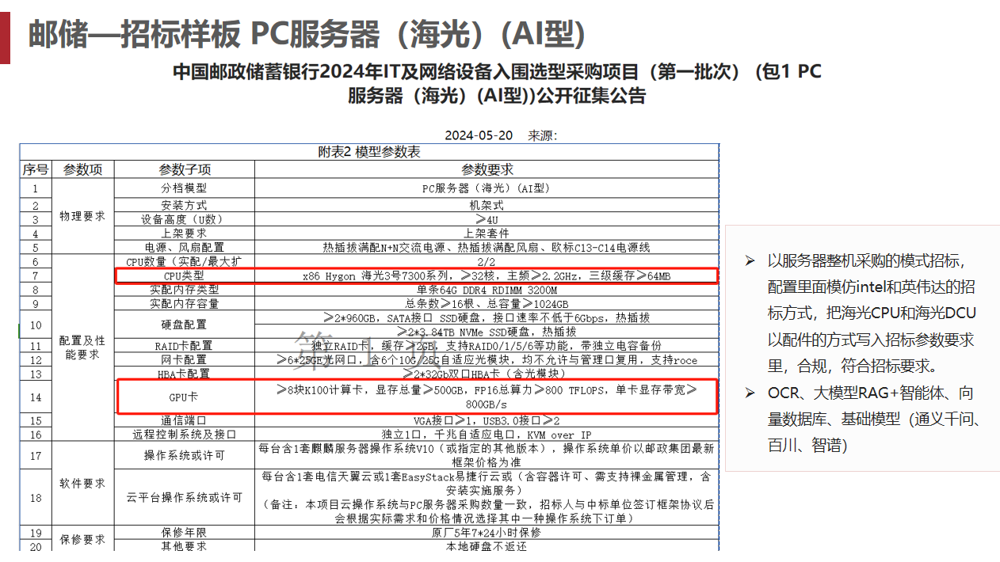 邮储—招标样板 PC服务器（海光）(AI型)
中国邮政储蓄银行2024年IT及网络设备入围选型采购项目（第一批次） (包1 PC
服务器（海光）(AI型))公开征集公告
2024-05-20 来源：
附表2 模型参数表
序号 参数项 参数子项 参数要求
1 物理要求 分档模型 PC服务器（海光）(AI型)
2 安装方式 机架式
3 设备高度（U数） ≥4U
4 上架要求 上架套件
5 电源、风扇配置 热插拔满配N+N交流电源、热插拔满配风扇、欧标C13-C14电源线
6 配置及性能要求 CPU数量（实配/最大扩 2/2
7 CPU类型 x86 Hygon 海光3号7300系列，≥32核，主频≥2.2GHz，三级缓存≥64MB
8 实配内存类型 单条64G DDR4 RDIMM 3200M
9 实配内存容量 总条数≥16根、总容量≥1024GB
10 硬盘配置 ≥2*960GB，SATA接口 SSD硬盘，接口速率不低于6Gbps，热插拔
≥2*3.84TB NVMe SSD硬盘，热插拔
11 RAID卡配置 独立RAID卡，缓存≥2GB，支持RAID0/1/5/6等功能，带独立电容备份
12 网卡配置 ≥6*25GE光网口，含6个10G/25G自适应光模块，均不允许与管理口复用，支持roce
13 HBA卡配置 ≥2*32Gb双口HBA卡（含光模块）
14 GPU卡 ≥8块K100计算卡，显存总量≥500GB，FP16总算力≥800 TFLOPS，单卡显存带宽≥
800GB/s
15 通信端口 VGA接口≥1，USB3.0接口≥2
16 远程控制系统及接口 独立1口，千兆自适应电口，KVM over IP
17 软件要求 操作系统或许可 每台含1套麒麟服务器操作系统V10（或指定的其他版本），操作系统单价以邮政集团最新
框架价格为准
18 云平台操作系统或许可 每台含1套电信天翼云或1套EasyStack易捷行云或（含容器许可、需支持裸金属管理，含
安装实施服务）
（备注：本项目云操作系统与PC服务器采购数量一致，招标人与中标单位签订框架协议后
会根据实际需求和价格情况选择其中一种操作系统下订单）
19 保修要求 保修年限 原厂5年7*24小时保修
20 其他要求 本地硬盘不返还
第 1 次
➢ 以服务器整机采购的模式招标，
配置里面模仿intel和英伟达的招
标方式，把海光CPU和海光DCU
以配件的方式写入招标参数要求
里，合规，符合招标要求。
➢ OCR、大模型RAG+智能体、向
量数据库、基础模型（通义千问、
百川、智谱）